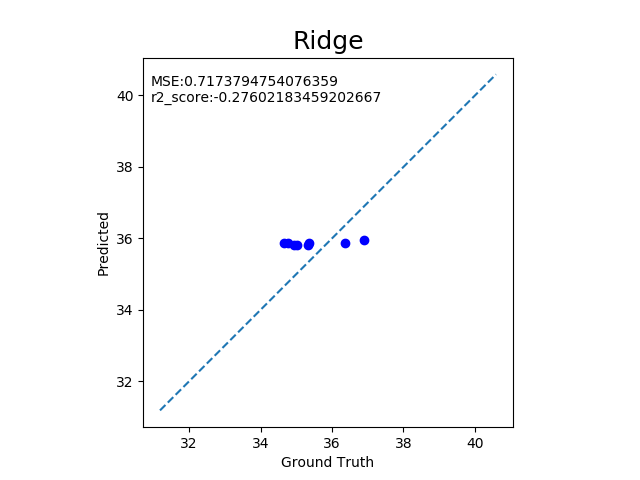 Ridge
MSE:0.7173794754076359
r2_score:-0.27602183459202667
40
38
36
34
32
Predicted
32 34 36 38 40
Ground Truth